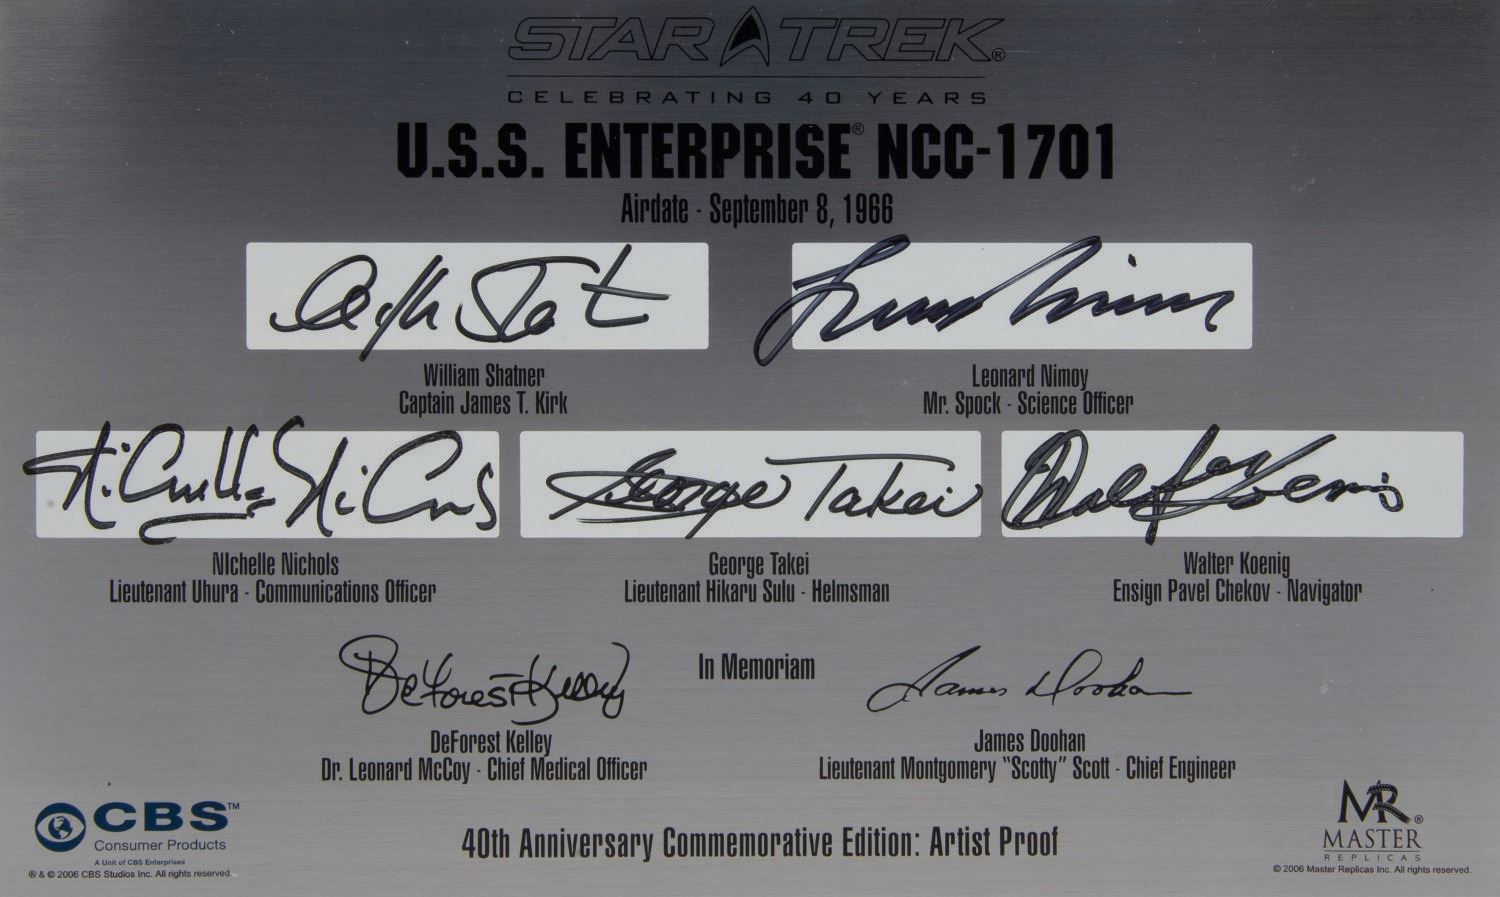 STAR TREK®
CELEBRATING 40 YEARS
U.S.S. ENTERPRISE® NCC-1701
Airdate - September 8, 1966
William Shatner
Captain James T. Kirk
Leonard Nimoy
Mr. Spock - Science Officer
George Takei
NIchelle Nichols
Lieutenant Uhura - Communications Officer
George Takei
Lieutenant Hikaru Sulu - Helmsman
Walter Koenig
Ensign Pavel Chekov - Navigator
DeForest Kelley
In Memoriam
James Doohan
DeForest Kelley
Dr. Leonard McCoy - Chief Medical Officer
James Doohan
Lieutenant Montgomery "Scotty" Scott - Chief Engineer
CBS™
Consumer Products
A Unit of CBS Enterprises
® & © 2006 CBS Studios Inc. All rights reserved.
40th Anniversary Commemorative Edition: Artist Proof
MR®
MASTER
REPLICAS
© 2006 Master Replicas Inc. All rights reserved.